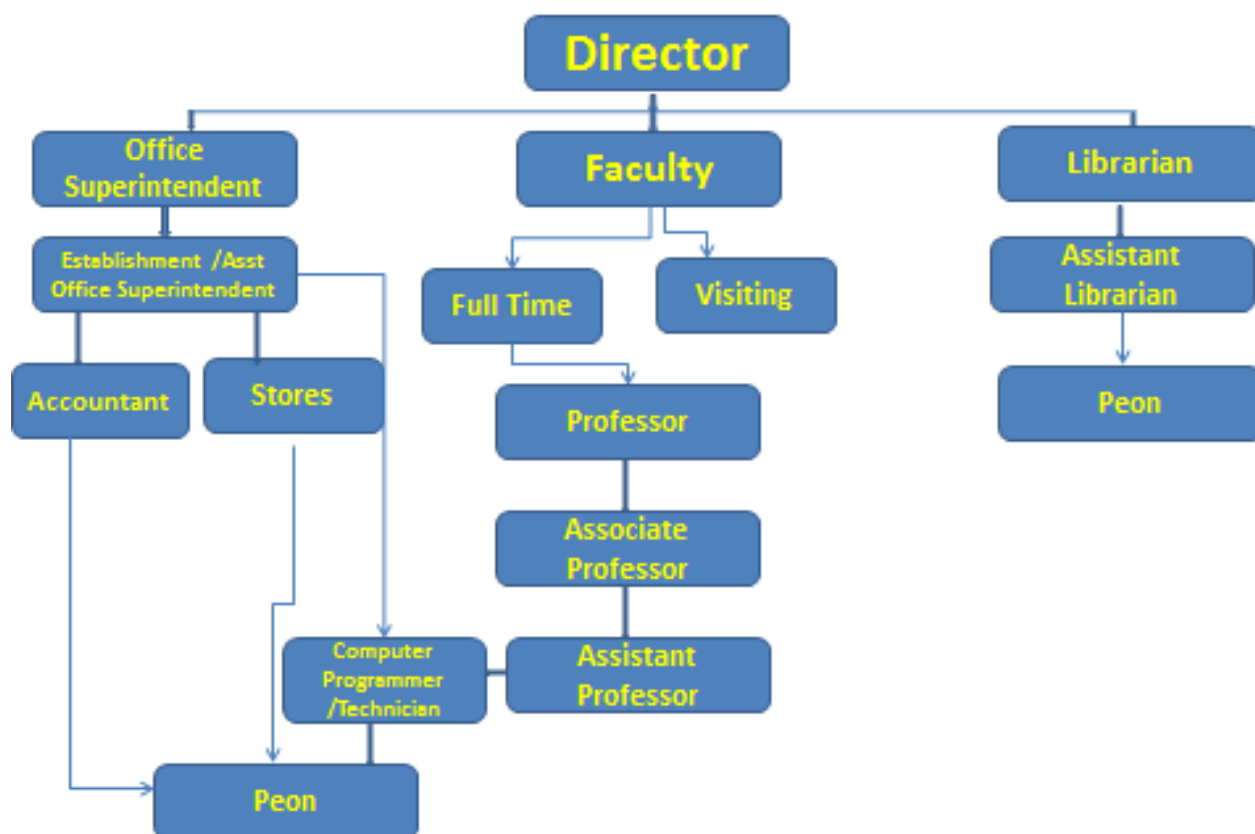 Director
Office
Superintendent
Faculty
Librarian
Establishment /Asst
Office Superintendent
Full Time
Visiting
Assistant
Librarian
Accountant
Stores
Professor
Peon
Associate
Professor
Computer
Programmer
/Technician
Assistant
Professor
Peon